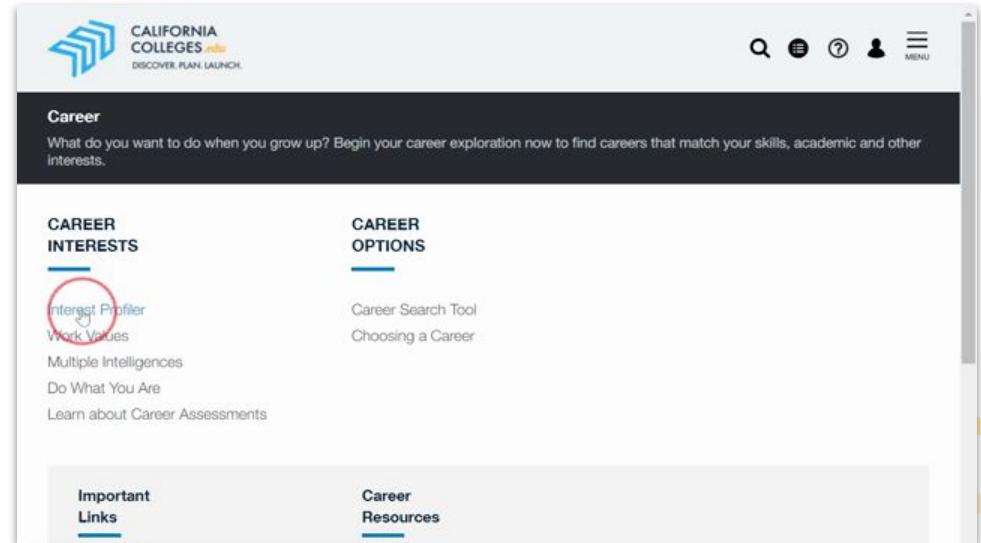 CALIFORNIA
COLLEGES.edu
DISCOVER. PLAN. LAUNCH.
MENU
Career
What do you want to do when you grow up? Begin your career exploration now to find careers that match your skills, academic and other
interests.
CAREER
INTERESTS
Interest Profiler
Work Values
Multiple Intelligences
Do What You Are
Learn about Career Assessments
CAREER
OPTIONS
Career Search Tool
Choosing a Career
Important
Links
Career
Resources